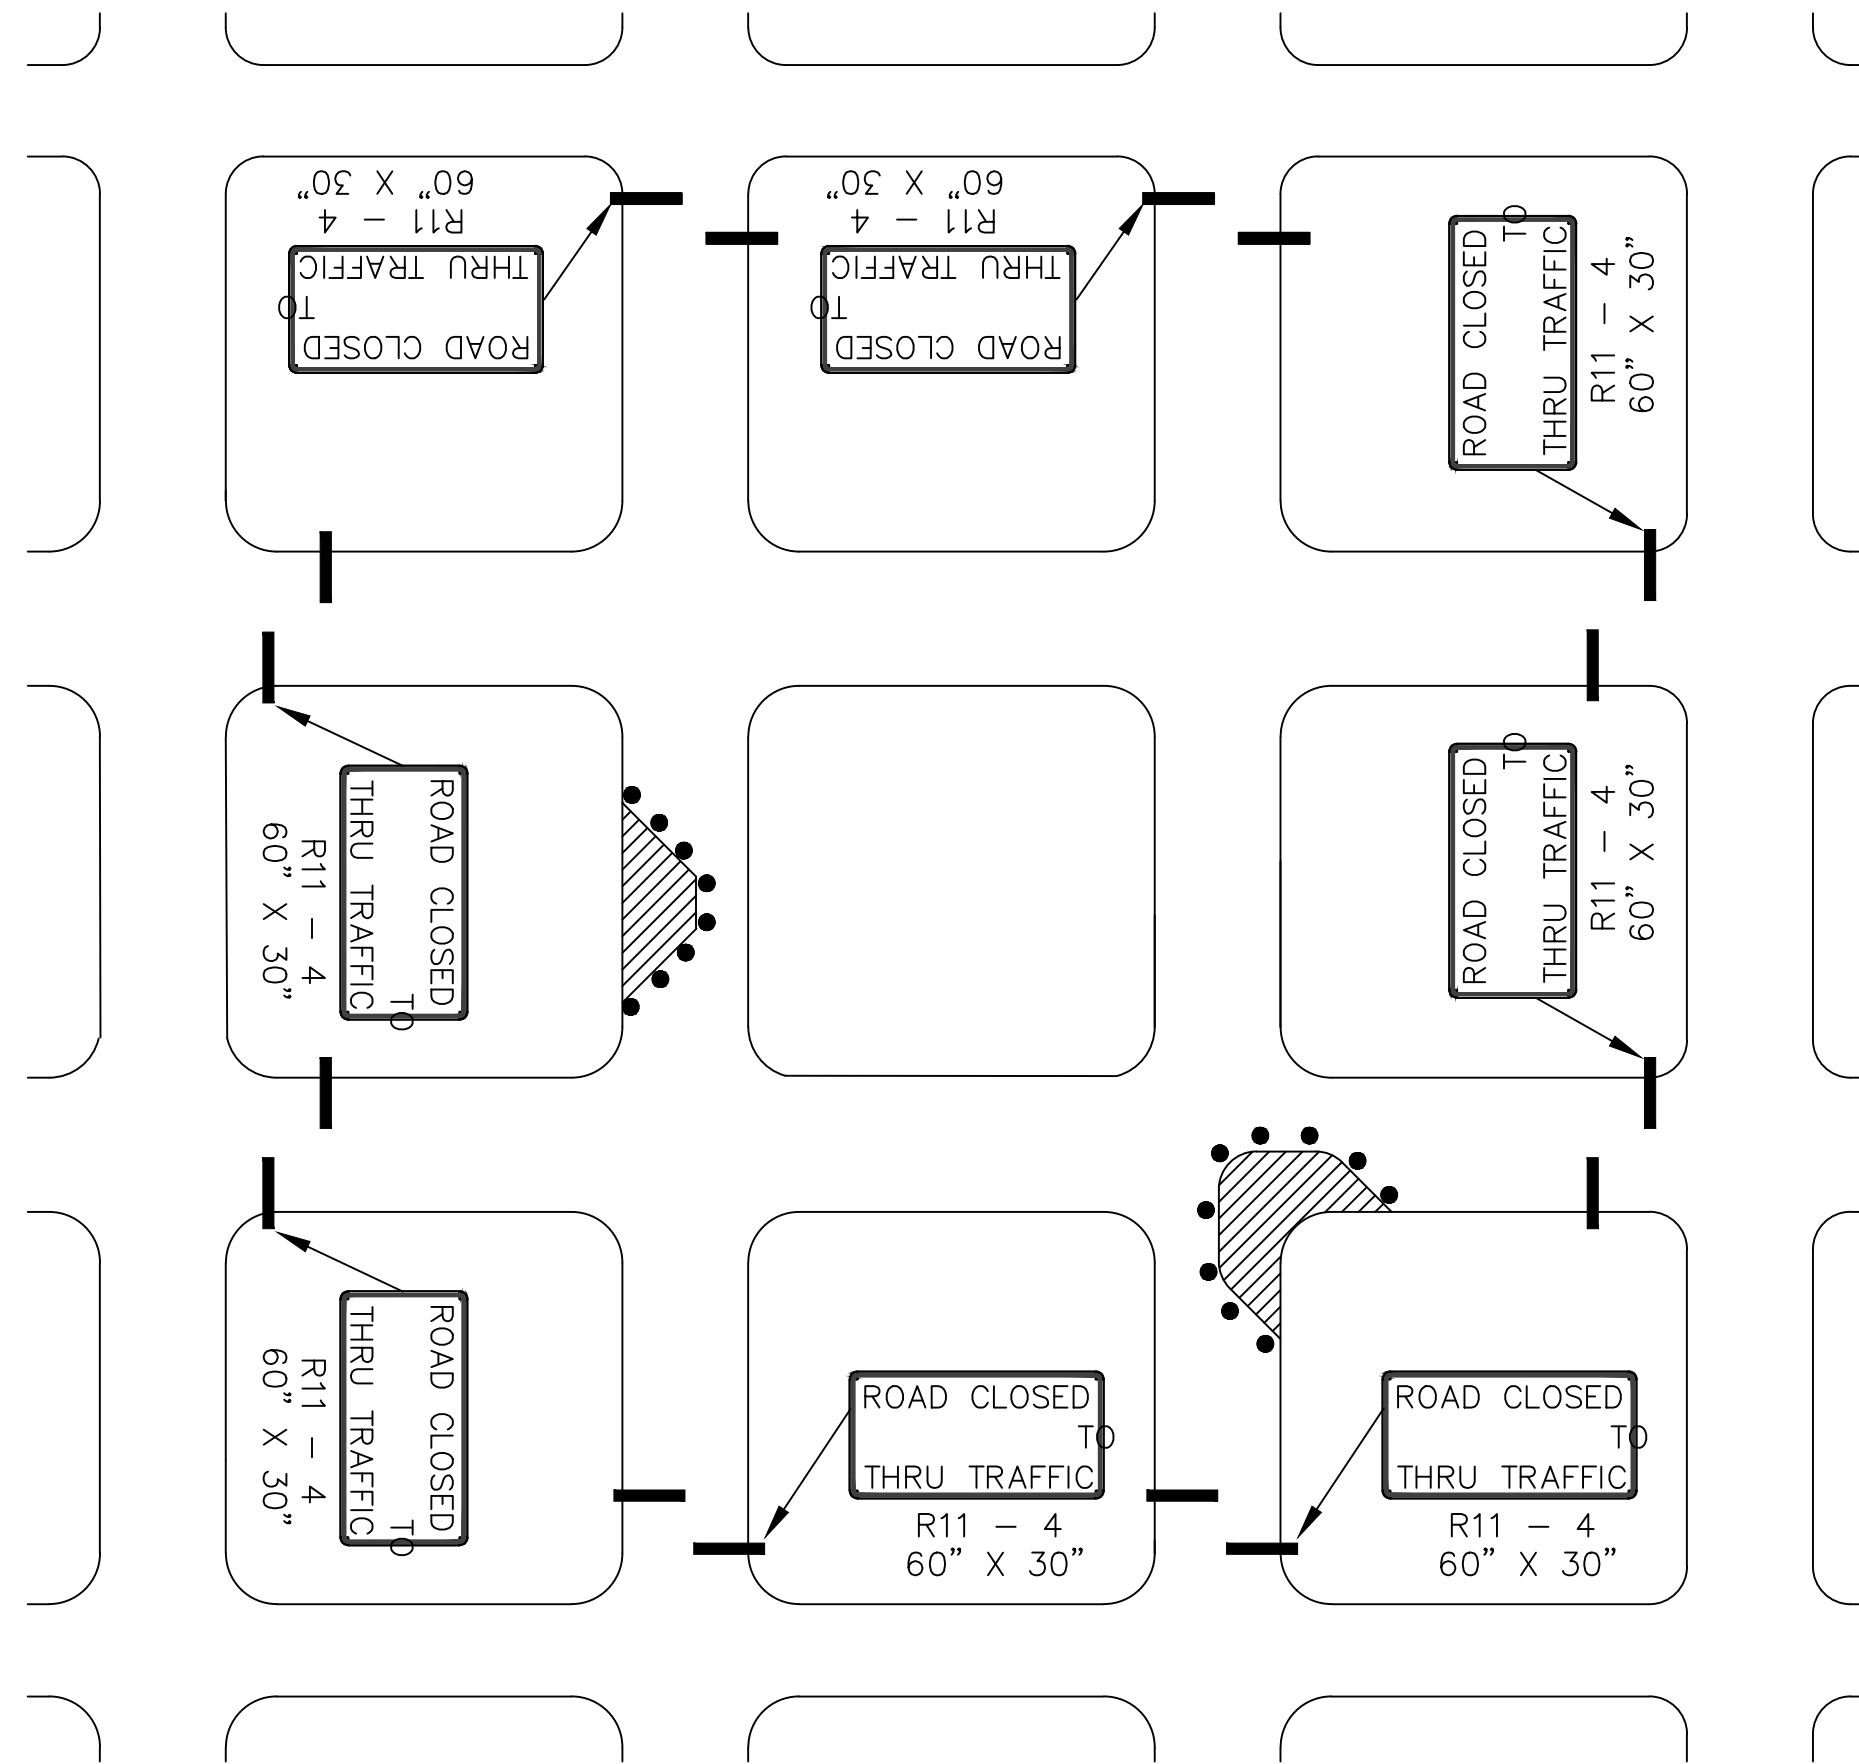 60” X 30”
R11 - 4
THRU TRAFFIC
TO
ROAD CLOSED
60” X 30”
R11 - 4
THRU TRAFFIC
TO
ROAD CLOSED
ROAD CLOSED
TO
THRU TRAFFIC
R11 - 4
60” X 30”
ROAD CLOSED
TO
THRU TRAFFIC
R11 - 4
60” X 30”
ROAD CLOSED
TO
THRU TRAFFIC
R11 - 4
60” X 30”
ROAD CLOSED
TO
THRU TRAFFIC
R11 - 4
60” X 30”
ROAD CLOSED
TO
THRU TRAFFIC
R11 - 4
60” X 30”
ROAD CLOSED
TO
THRU TRAFFIC
R11 - 4
60” X 30”